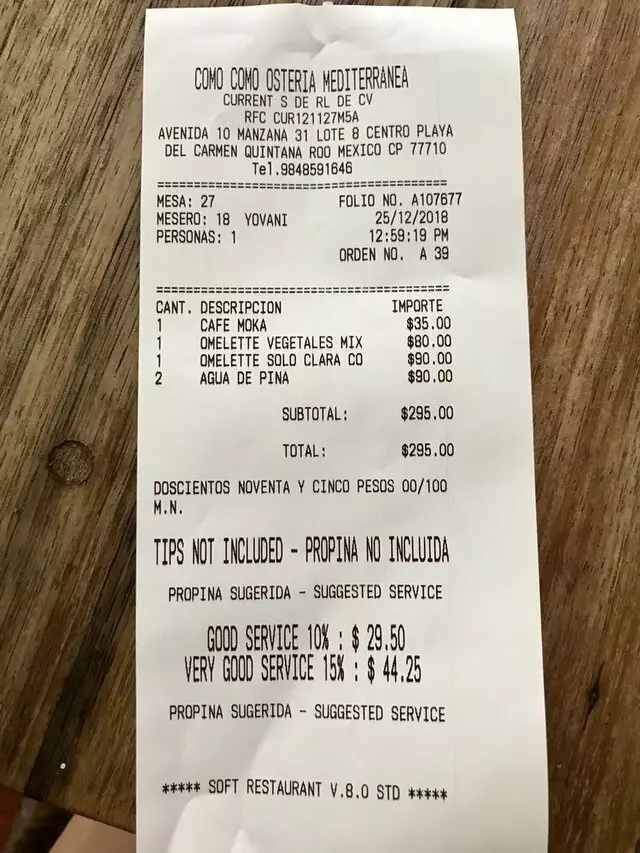 COMO COMO OSTERIA MEDITERRANEA
CURRENT S DE RL DE CV
RFC CUR121127M5A
AVENIDA 10 MANZANA 31 LOTE 8 CENTRO PLAYA
DEL CARMEN QUINTANA ROO MEXICO CP 77710
Tel.9848591646
==============================================
MESA: 27 FOLIO NO. A107677
MESERO: 18 YOVANI 25/12/2018
PERSONAS: 1 12:59:19 PM
ORDEN NO. A 39
==============================================
CANT. DESCRIPCION IMPORTE
1 CAFE MOKA $35.00
1 OMELETTE VEGETALES MIX $80.00
1 OMELETTE SOLO CLARA CO $90.00
2 AGUA DE PINA $90.00
SUBTOTAL: $295.00
TOTAL: $295.00
DOSCIENTOS NOVENTA Y CINCO PESOS 00/100
M.N.
TIPS NOT INCLUDED - PROPINA NO INCLUIDA
PROPINA SUGERIDA - SUGGESTED SERVICE
GOOD SERVICE 10% : $ 29.50
VERY GOOD SERVICE 15% : $ 44.25
PROPINA SUGERIDA - SUGGESTED SERVICE
***** SOFT RESTAURANT V.8.0 STD *****